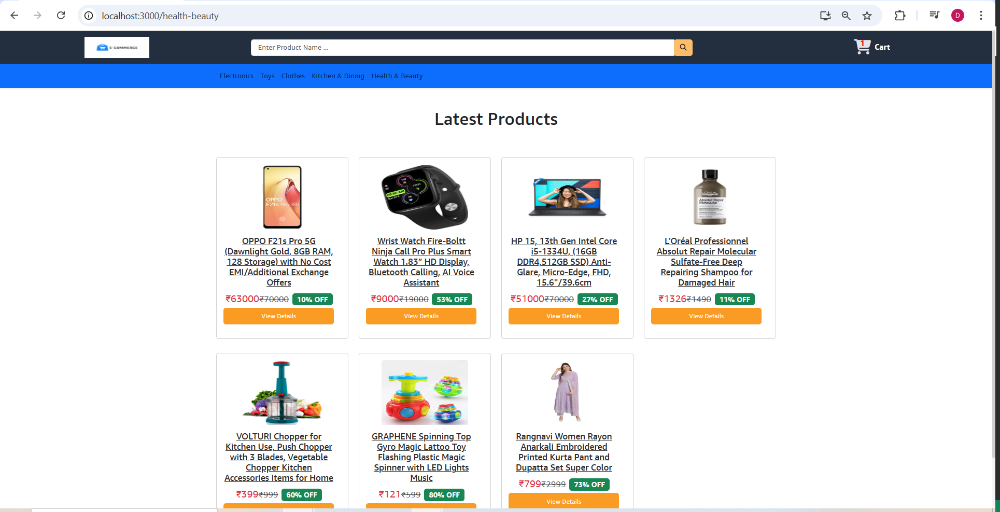 localhost:3000/health-beauty
D
E-COMMERCE
Enter Product Name ...
1
Cart
Electronics Toys Clothes Kitchen & Dining Health & Beauty
Latest Products
OPPO
F21s Pro 5G
OPPO F21s Pro 5G
(Dawnlight Gold, 8GB RAM,
128 Storage) with No Cost
EMI/Additional Exchange
Offers
₹63000₹70000 10% OFF
View Details
08:30 AM
Wrist Watch Fire-Boltt
Ninja Call Pro Plus Smart
Watch 1.83” HD Display,
Bluetooth Calling, AI Voice
Assistant
₹9000₹19000 53% OFF
View Details
HP 15, 13th Gen Intel Core
i5-1334U, (16GB
DDR4,512GB SSD) Anti-
Glare, Micro-Edge, FHD,
15.6"/39.6cm
₹51000₹70000 27% OFF
View Details
L'ORÉAL
Absolut Repair
Molecular
L'Oréal Professionnel
Absolut Repair Molecular
Sulfate-Free Deep
Repairing Shampoo for
Damaged Hair
₹1326₹1490 11% OFF
View Details
VOLTURI Chopper for
Kitchen Use, Push Chopper
with 3 Blades, Vegetable
Chopper Kitchen
Accessories Items for Home
₹399₹999 60% OFF
GRAPHENE Spinning Top
Gyro Magic Lattoo Toy
Flashing Plastic Magic
Spinner with LED Lights
Music
₹121₹599 80% OFF
Rangnavi Women Rayon
Anarkali Embroidered
Printed Kurta Pant and
Dupatta Set Super Color
₹799₹2999 73% OFF
View Details